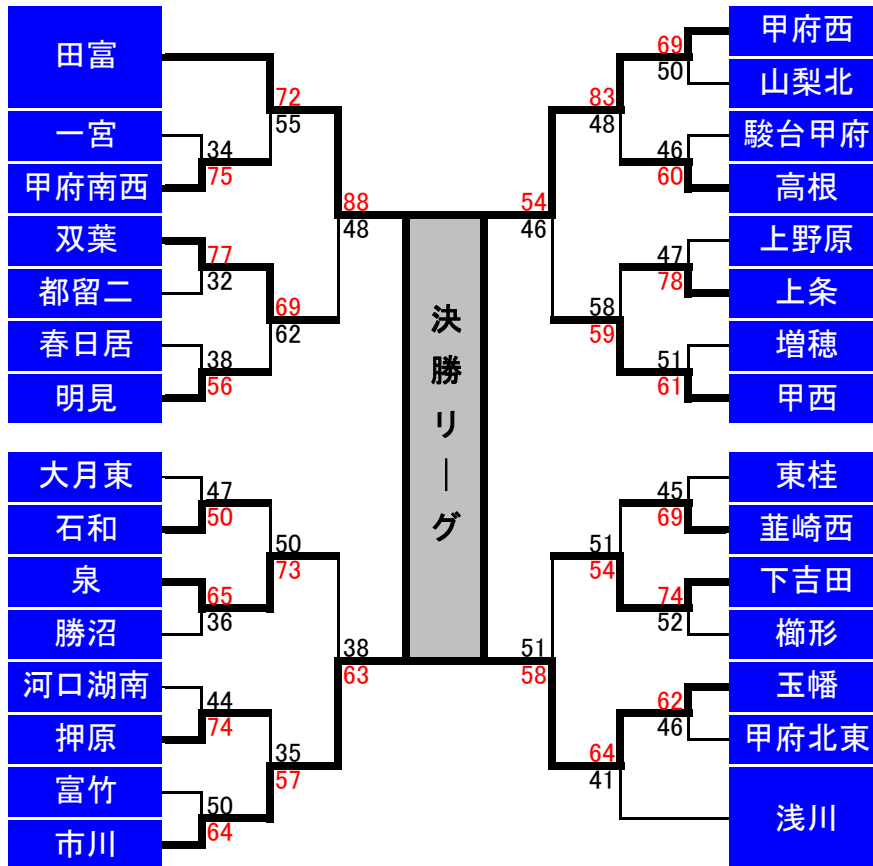 田富
一宮
甲府南西
双葉
都留二
春日居
明見
72
55
34
75
88
48
77
32
69
62
38
56
大月東
石和
泉
勝沼
河口湖南
押原
富竹
市川
47
50
50
73
65
36
38
63
44
74
35
57
50
64
決勝リーグ
甲府西
山梨北
駿台甲府
高根
上野原
上条
増穂
甲西
69
50
83
48
46
60
54
46
47
78
58
59
51
61
東桂
韮崎西
下吉田
櫛形
玉幡
甲府北東
浅川
45
69
51
54
74
52
51
58
62
46
64
41